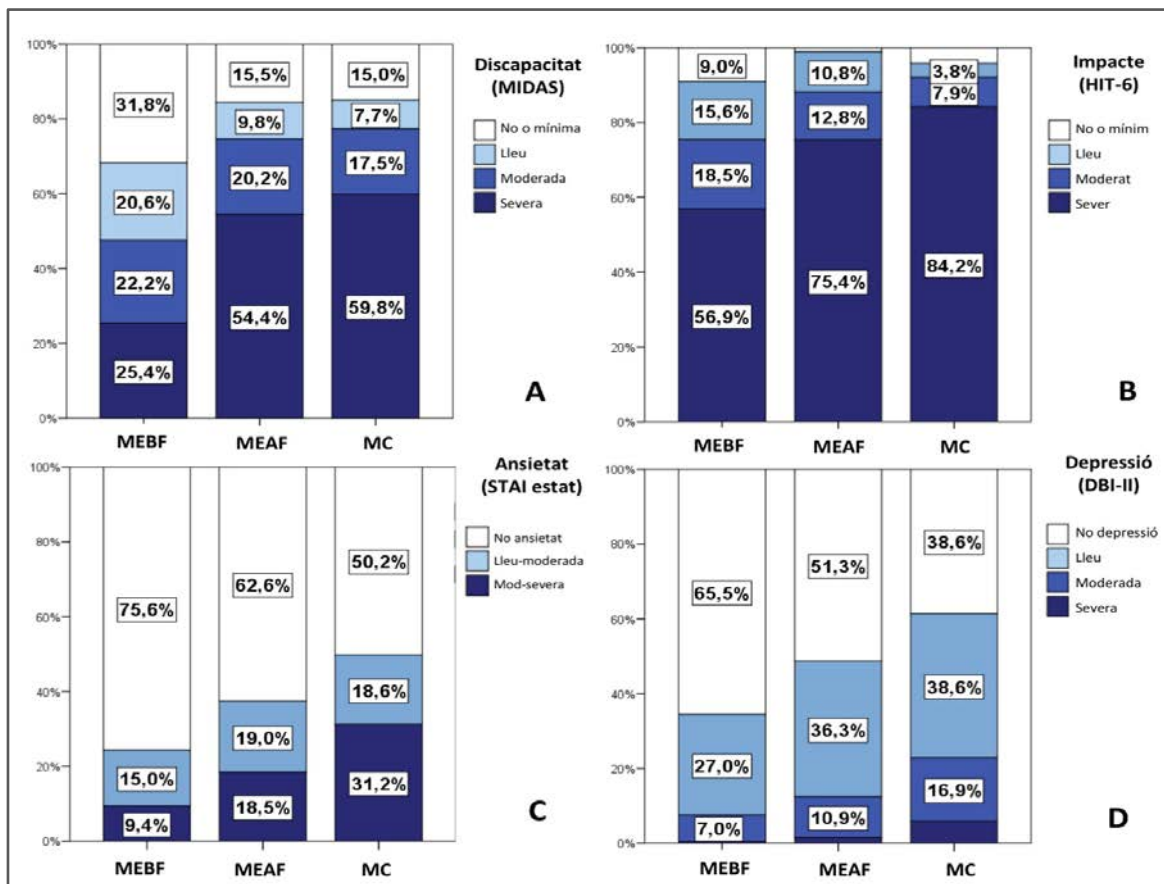 Discapacitat
(MIDAS)
No o mínima
Lleu
Moderada
Severa
100%
80%
60%
40%
20%
0%
31,8%
20,6%
22,2%
25,4%
15,5%
9,8%
20,2%
54,4%
15,0%
7,7%
17,5%
59,8%
MEBF
MEAF
MC
A
Impacte
(HIT-6)
No o mínim
Lleu
Moderat
Sever
100%
80%
60%
40%
20%
0%
9,0%
15,6%
18,5%
56,9%
10,8%
12,8%
75,4%
3,8%
7,9%
84,2%
MEBF
MEAF
MC
B
Ansietat
(STAI estat)
No ansietat
Lleu-moderada
Mod-severa
100%
80%
60%
40%
20%
0%
75,6%
15,0%
9,4%
62,6%
19,0%
18,5%
50,2%
18,6%
31,2%
MEBF
MEAF
MC
C
Depressió
(DBI-II)
No depressió
Lleu
Moderada
Severa
100%
80%
60%
40%
20%
0%
65,5%
27,0%
7,0%
51,3%
36,3%
10,9%
38,6%
38,6%
16,9%
MEBF
MEAF
MC
D